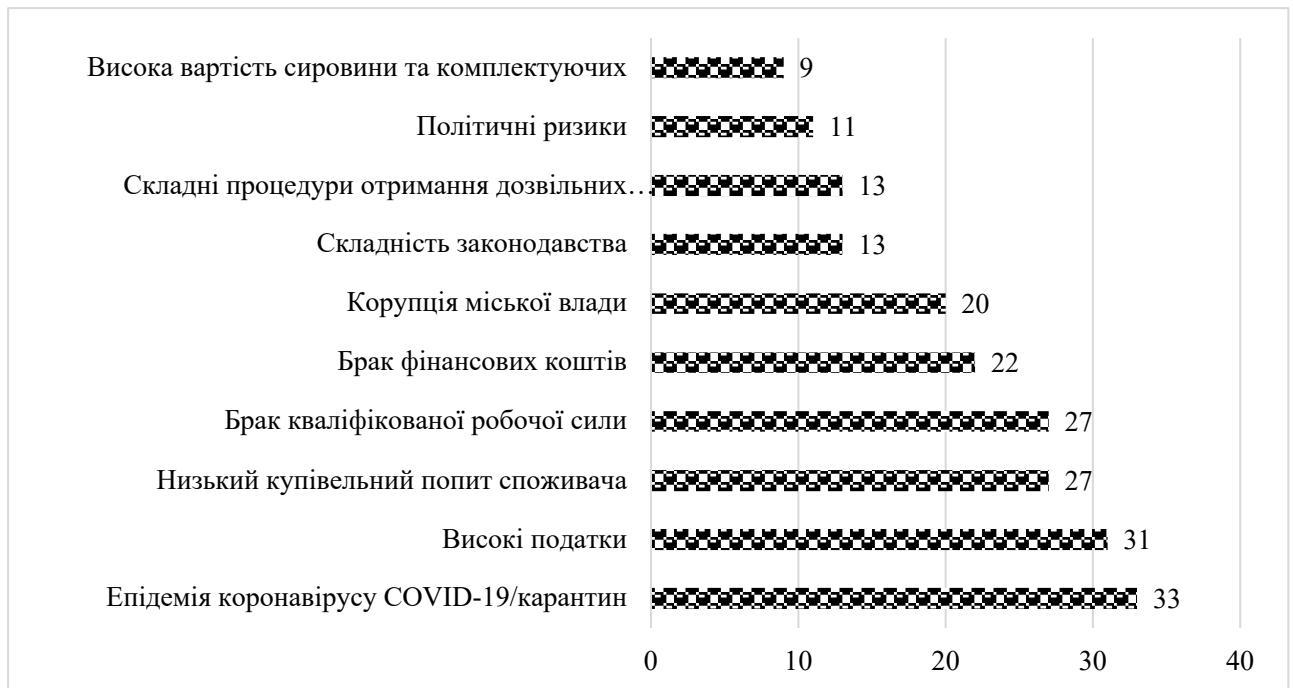 Висока вартість сировини та комплектуючих 9
Політичні ризики 11
Складні процедури отримання дозвільних… 13
Складність законодавства 13
Корупція міської влади 20
Брак фінансових коштів 22
Брак кваліфікованої робочої сили 27
Низький купівельний попит споживача 27
Високі податки 31
Епідемія коронавірусу COVID-19/карантин 33
0 10 20 30 40